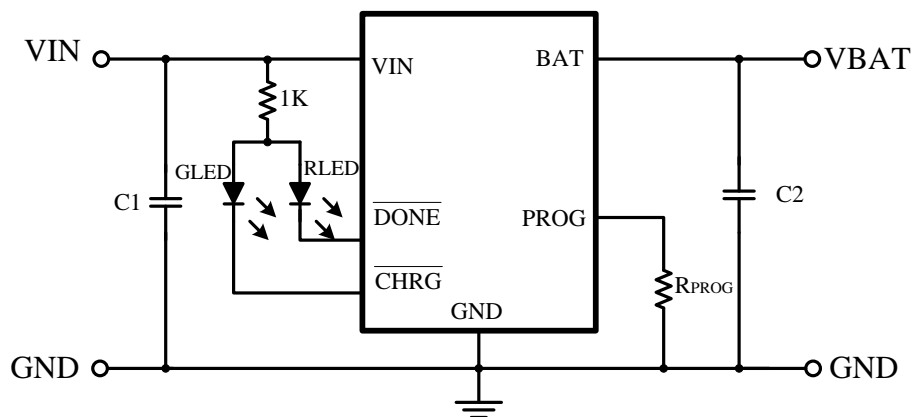 VIN
VIN
BAT
VBAT
1K
GLED
RLED
C1
DONE
PROG
C2
CHRG
RPROG
GND
GND
GND